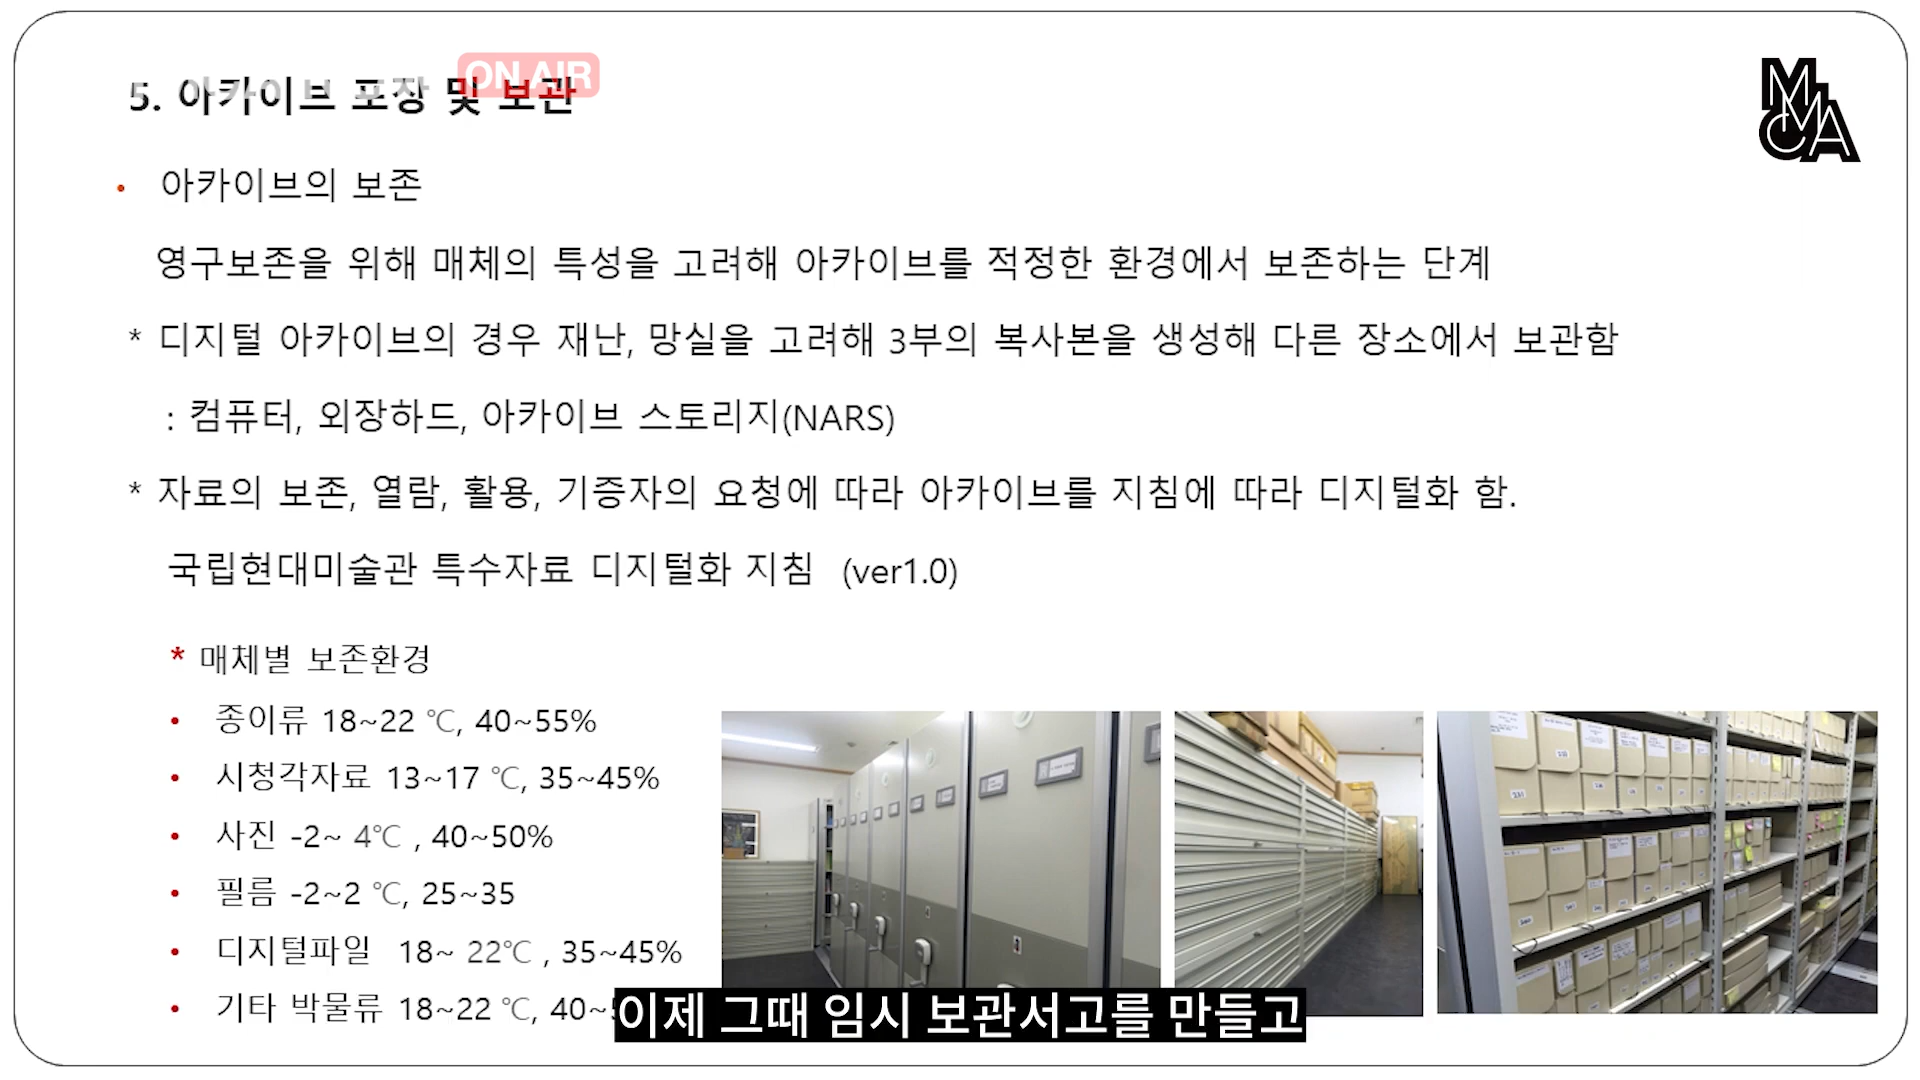 5. 아카이브 포장 및 보관
ON AIR
MMCA
• 아카이브의 보존
영구보존을 위해 매체의 특성을 고려해 아카이브를 적정한 환경에서 보존하는 단계
* 디지털 아카이브의 경우 재난, 망실을 고려해 3부의 복사본을 생성해 다른 장소에서 보관함
: 컴퓨터, 외장하드, 아카이브 스토리지(NARS)
* 자료의 보존, 열람, 활용, 기증자의 요청에 따라 아카이브를 지침에 따라 디지털화 함.
국립현대미술관 특수자료 디지털화 지침 (ver1.0)
* 매체별 보존환경
• 종이류 18~22 ℃, 40~55%
• 시청각자료 13~17 ℃, 35~45%
• 사진 -2~ 4℃ , 40~50%
• 필름 -2~2 ℃, 25~35
• 디지털파일 18~ 22℃ , 35~45%
• 기타 박물류 18~22 ℃, 40~
이제 그때 임시 보관서고를 만들고